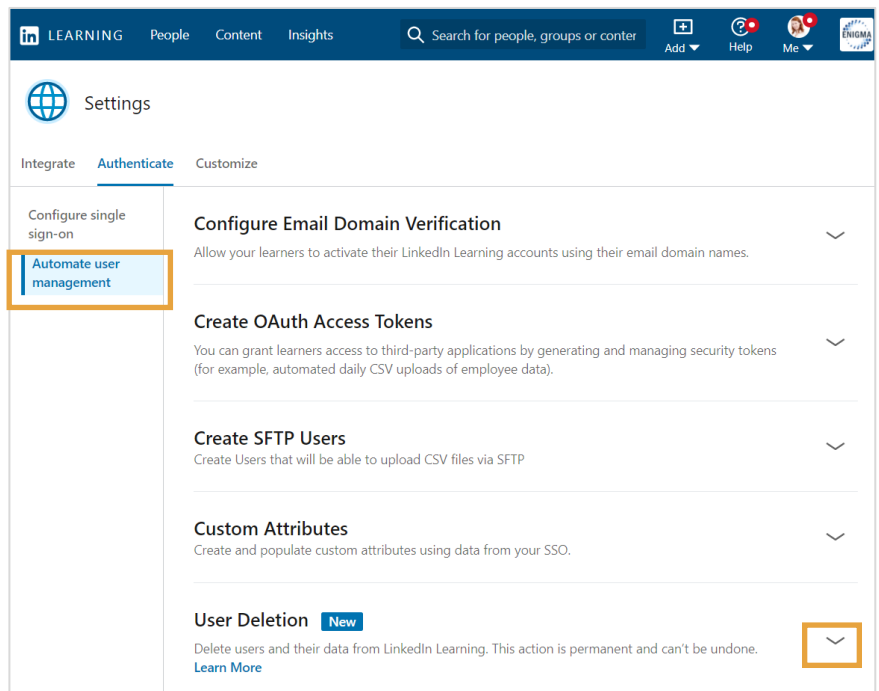 in LEARNING People Content Insights Search for people, groups or conter Add Help Me ENIGMA
Settings
Integrate Authenticate Customize
Configure single
sign-on
Automate user
management
Configure Email Domain Verification
Allow your learners to activate their LinkedIn Learning accounts using their email domain names.
Create OAuth Access Tokens
You can grant learners access to third-party applications by generating and managing security tokens
(for example, automated daily CSV uploads of employee data).
Create SFTP Users
Create Users that will be able to upload CSV files via SFTP
Custom Attributes
Create and populate custom attributes using data from your SSO.
User Deletion New
Delete users and their data from LinkedIn Learning. This action is permanent and can't be undone.
Learn More